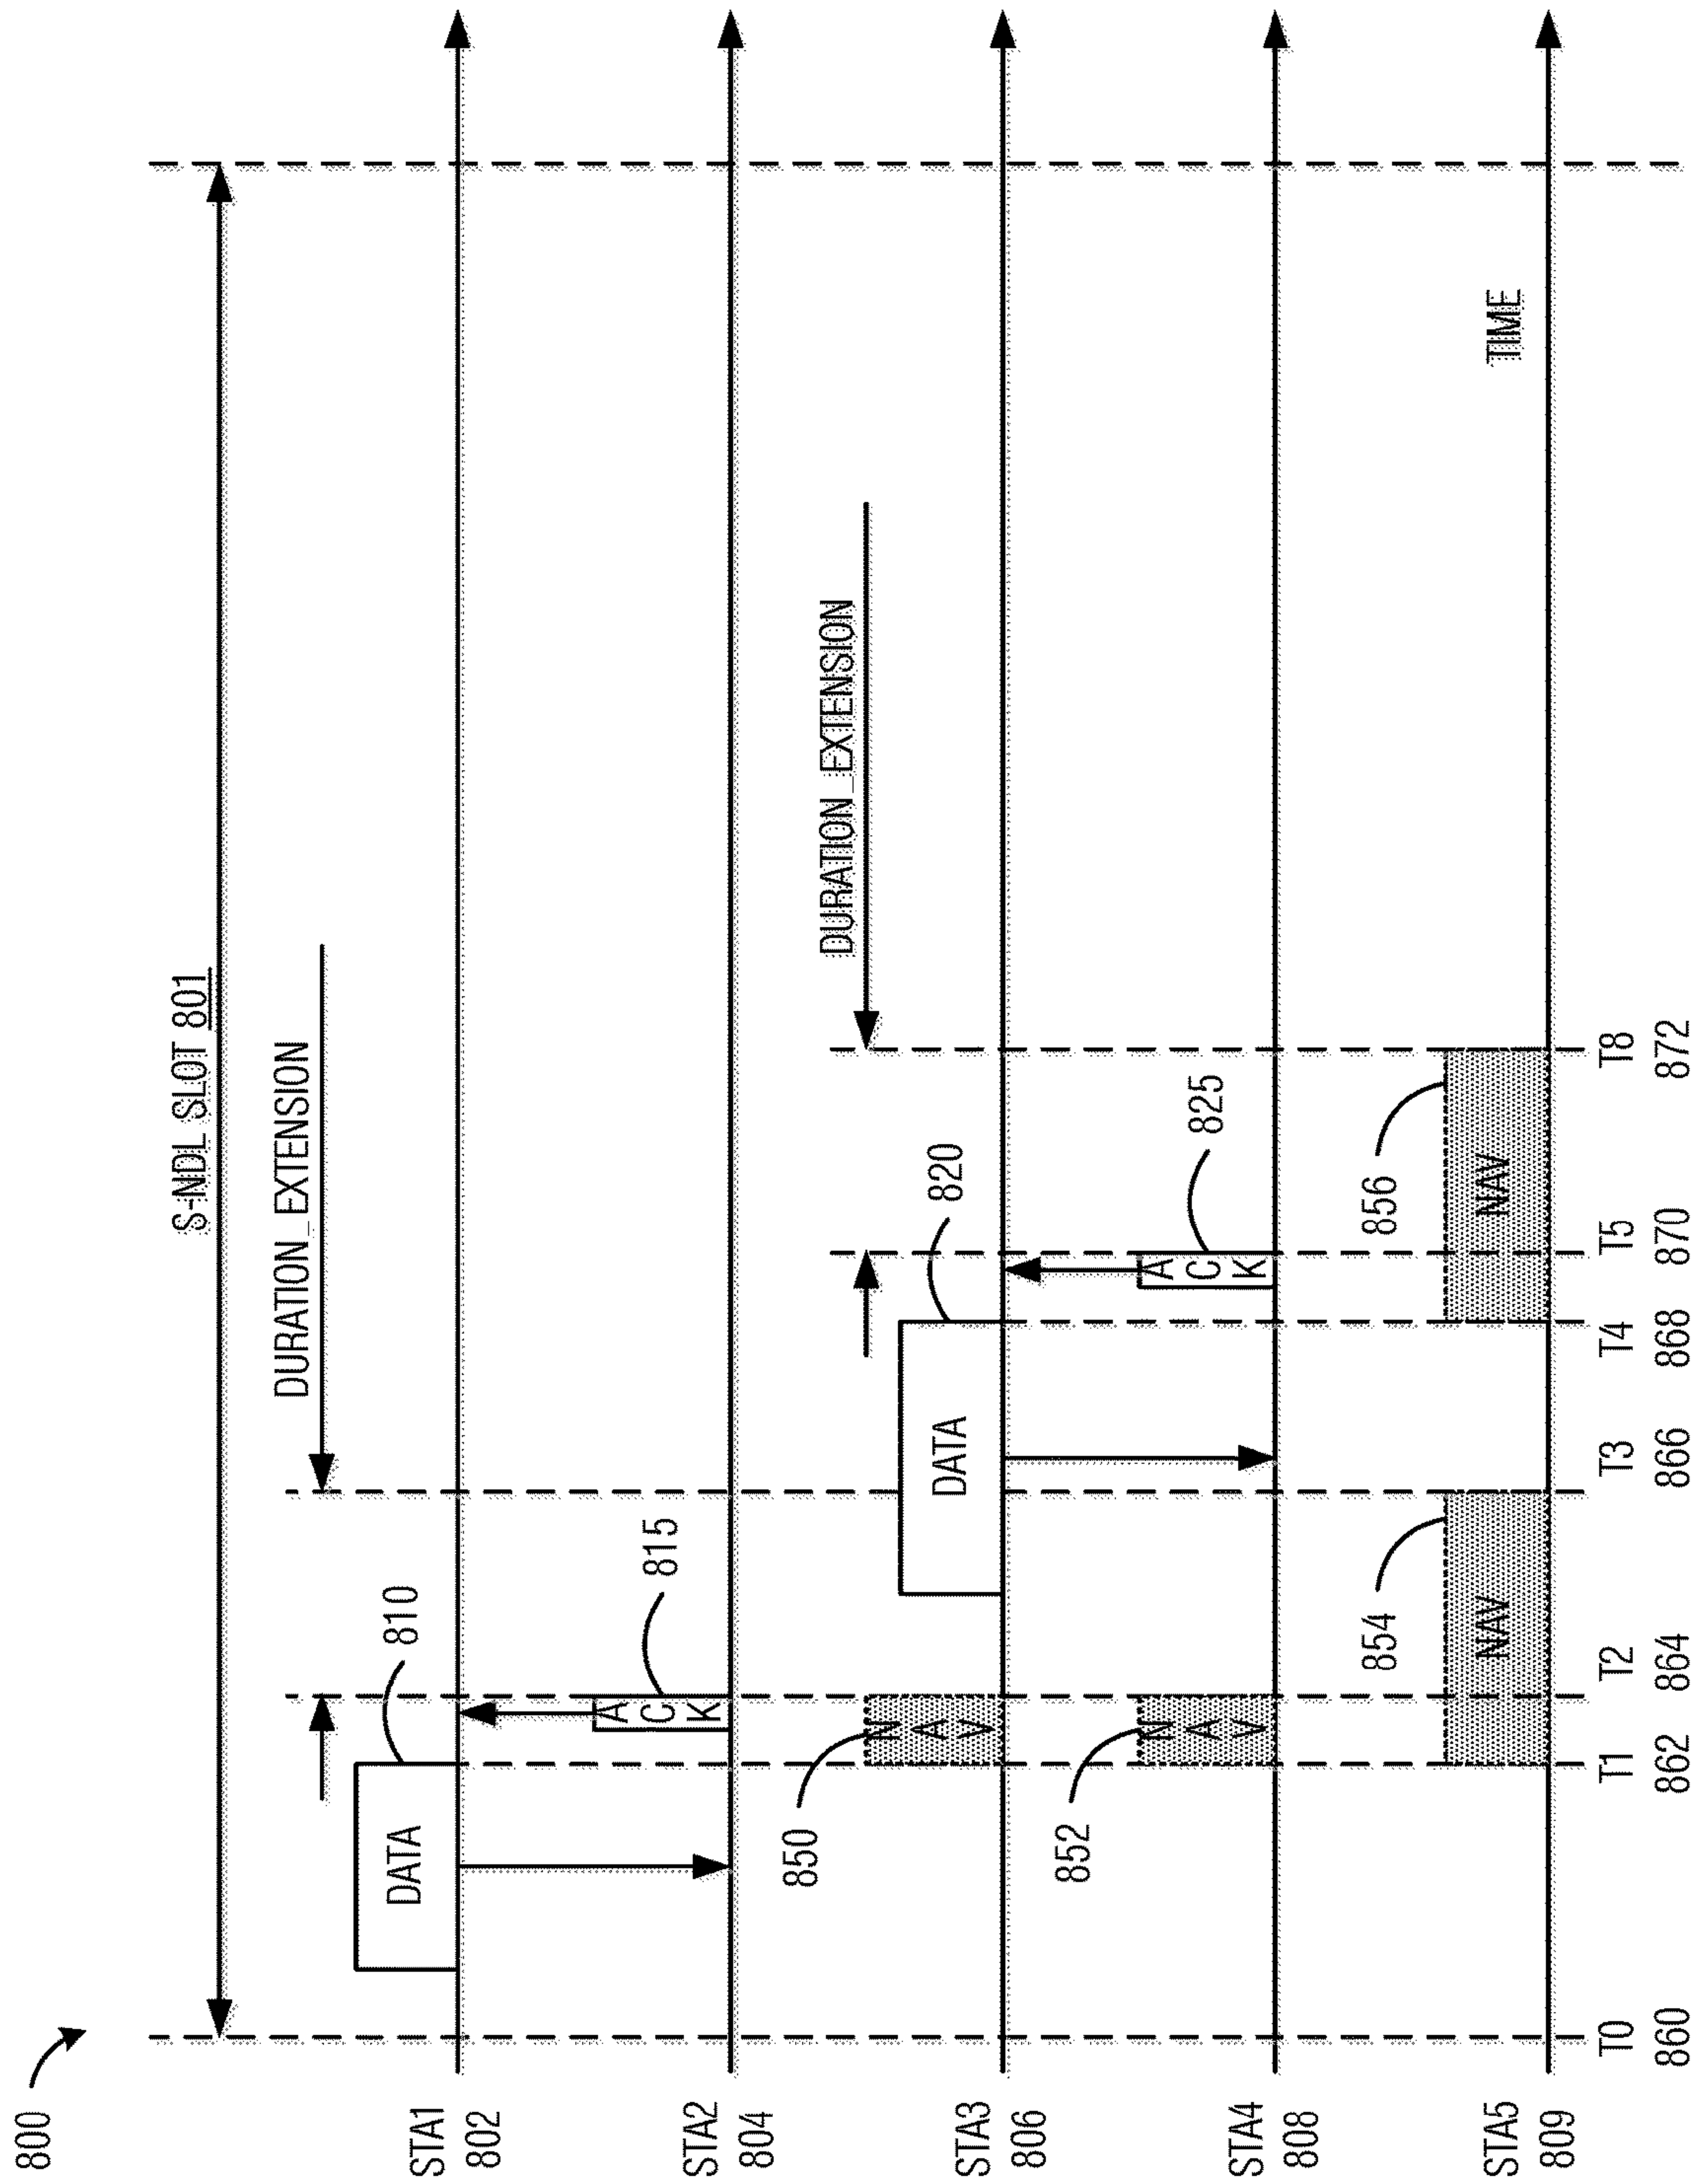 800
S-NDL SLOT 801
DURATION_EXTENSION
STA1
802
DATA
810
STA2
804
ACK
815
DURATION_EXTENSION
STA3
806
850
NAV
DATA
820
STA4
808
852
NAV
ACK
825
STA5
809
854
NAV
856
NAV
TIME
T0
860
T1
862
T2
864
T3
866
T4
868
T5
870
T8
872